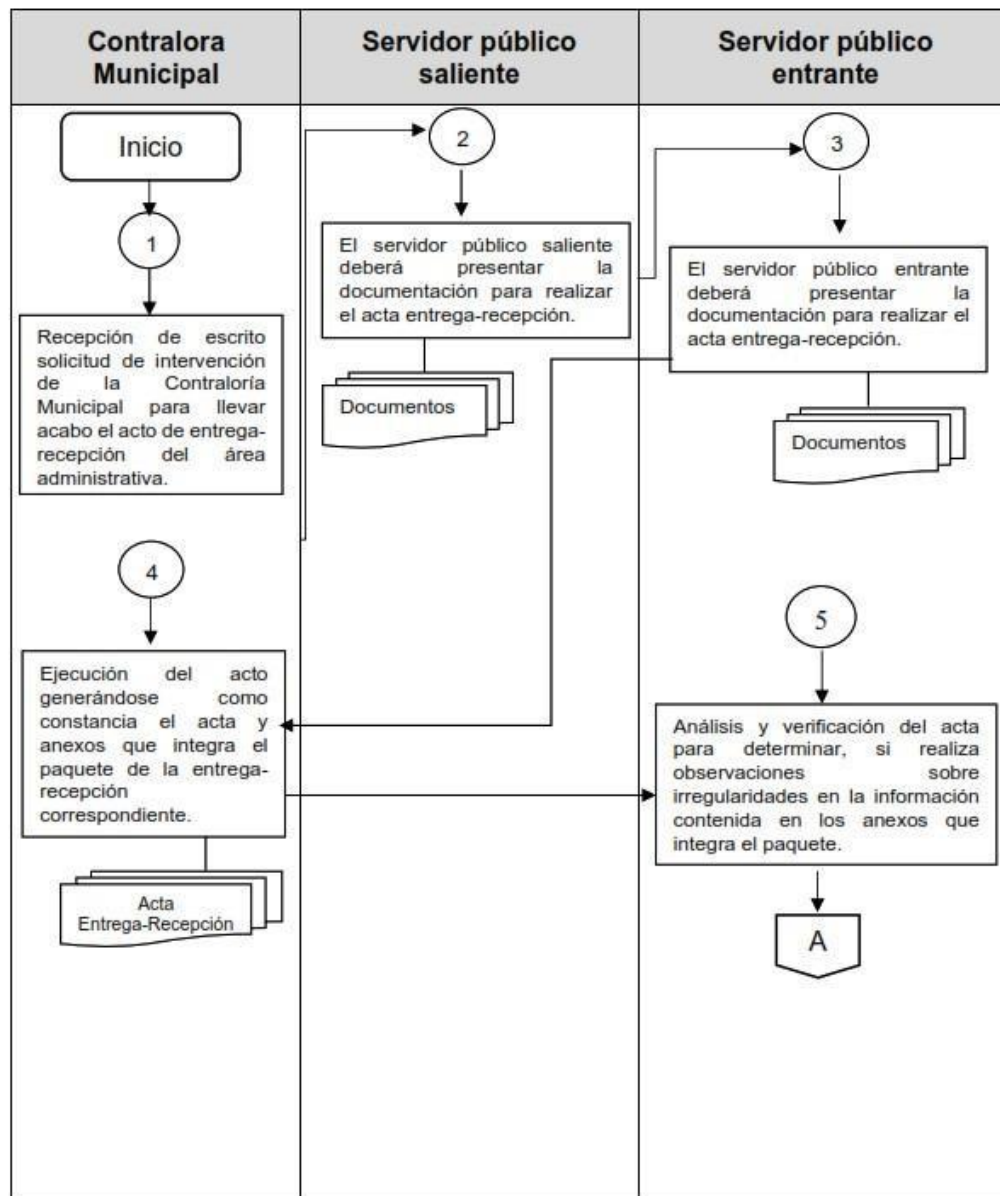 Contralora
Municipal
Servidor público
saliente
Servidor público
entrante
Inicio
1
Recepción de escrito
solicitud de intervención
de la Contraloría
Municipal para llevar
acabo el acto de entrega-
recepción del área
administrativa.
2
El servidor público saliente
deberá presentar la
documentación para realizar
el acta entrega-recepción.
Documentos
3
El servidor público entrante
deberá presentar la
documentación para realizar el
acta entrega-recepción.
Documentos
4
Ejecución del acto
generándose como
constancia el acta y
anexos que integra el
paquete de la entrega-
recepción
correspondiente.
Acta
Entrega-Recepción
5
Análisis y verificación del acta
para determinar, si realiza
observaciones sobre
irregularidades en la información
contenida en los anexos que
integra el paquete.
A